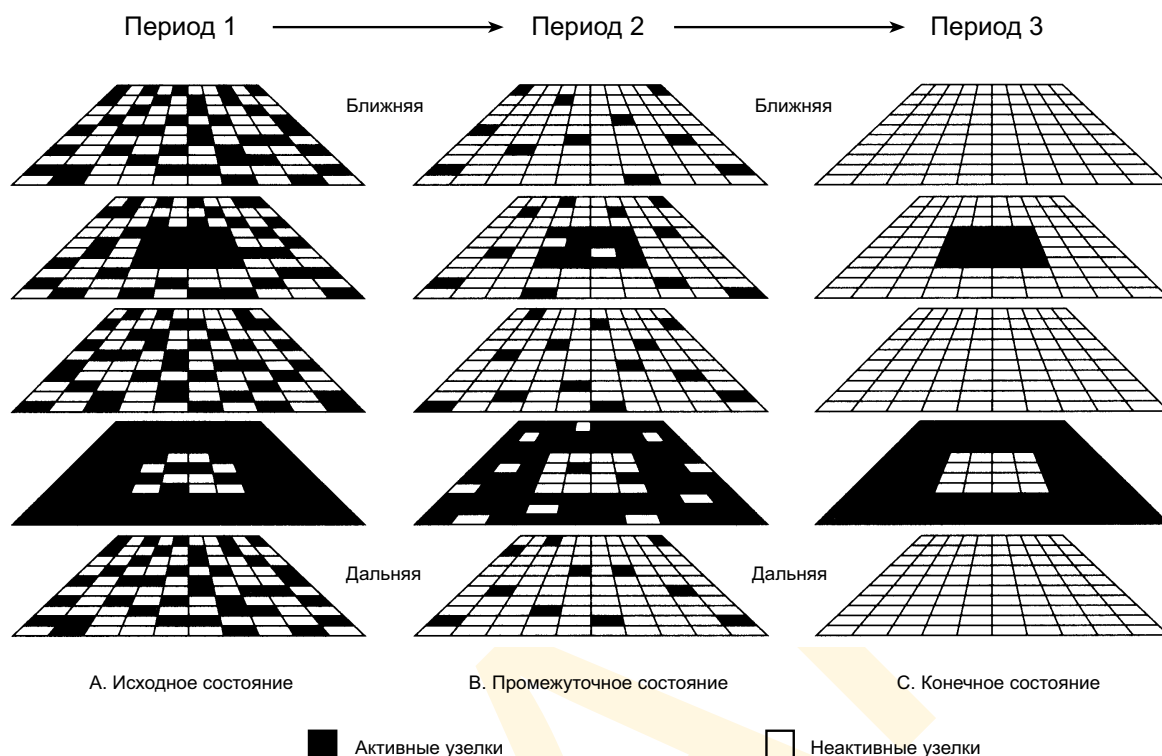 Период 1
Период 2
Период 3
Ближняя
Ближняя
Дальняя
Дальняя
А. Исходное состояние
В. Промежуточное состояние
С. Конечное состояние
Активные узелки
Неактивные узелки